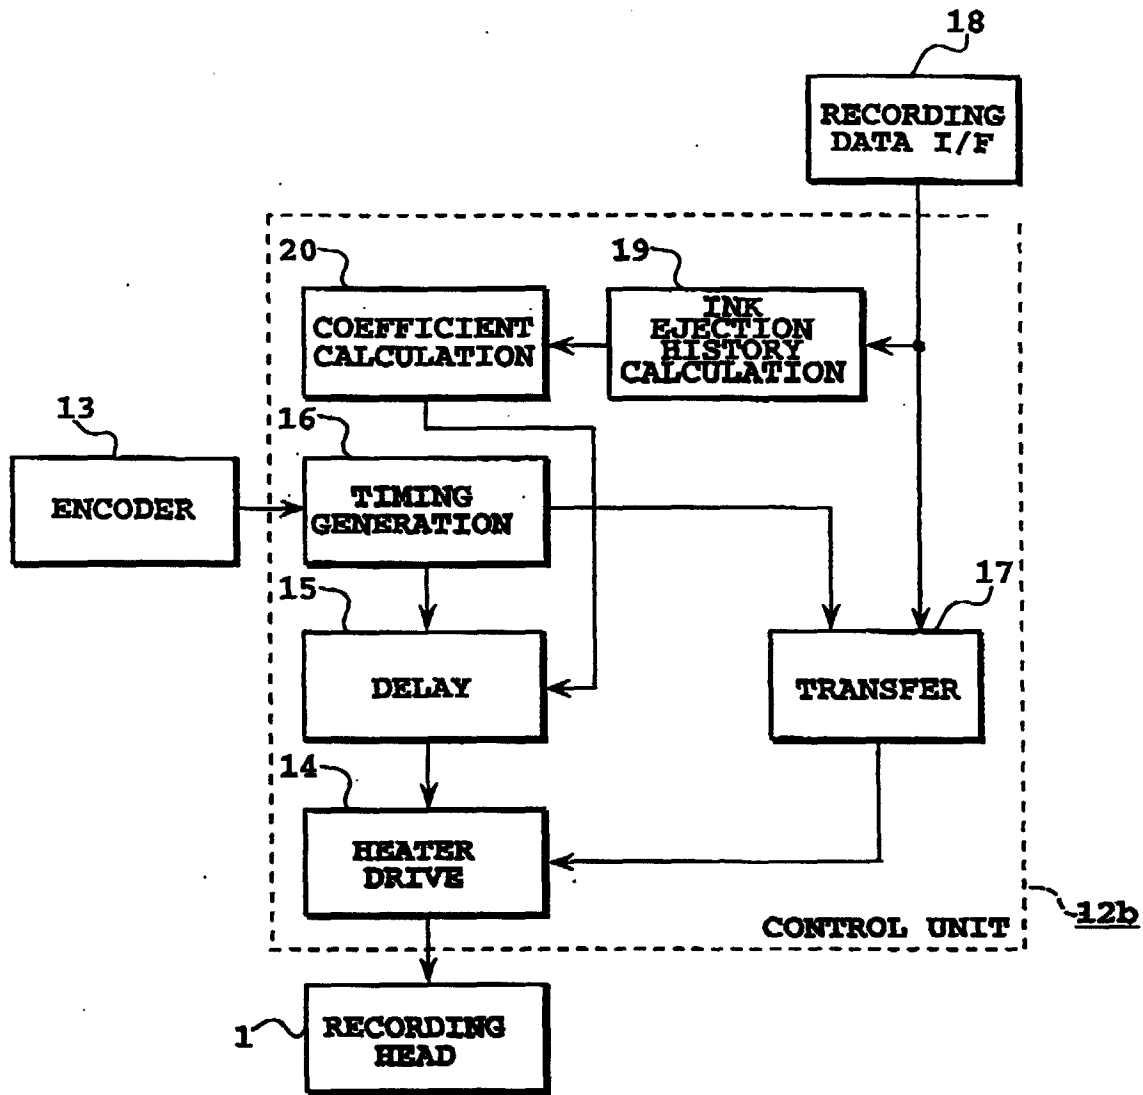 18
RECORDING
DATA I/F
20
19
COEFFICIENT
CALCULATION
INK
EJECTION
HISTORY
CALCULATION
13
16
ENCODER
TIMING
GENERATION
15
17
DELAY
TRANSFER
14
HEATER
DRIVE
CONTROL UNIT
12b
1
RECORDING
HEAD